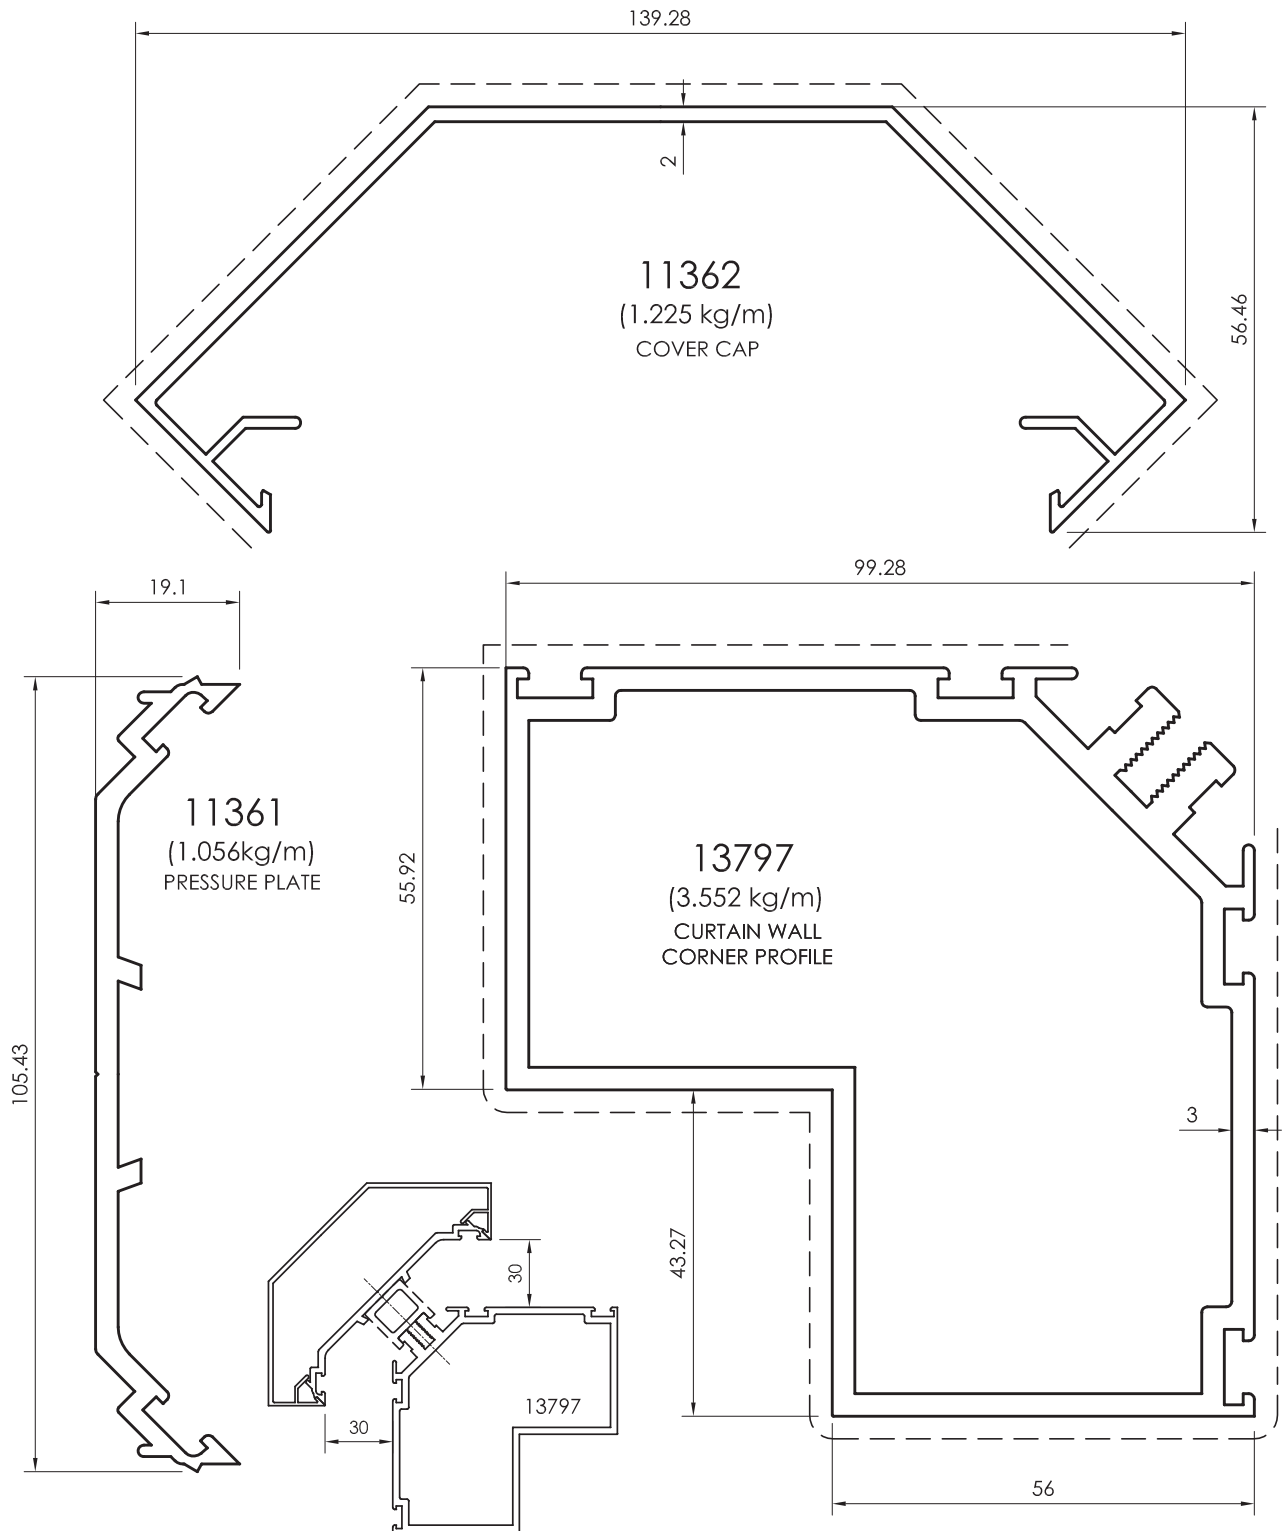 139.28
2
11362
(1.225 kg/m)
COVER CAP
56.46
19.1
99.28
11361
(1.056kg/m)
PRESSURE PLATE
55.92
13797
(3.552 kg/m)
CURTAIN WALL
CORNER PROFILE
105.43
3
43.27
30
13797
30
56